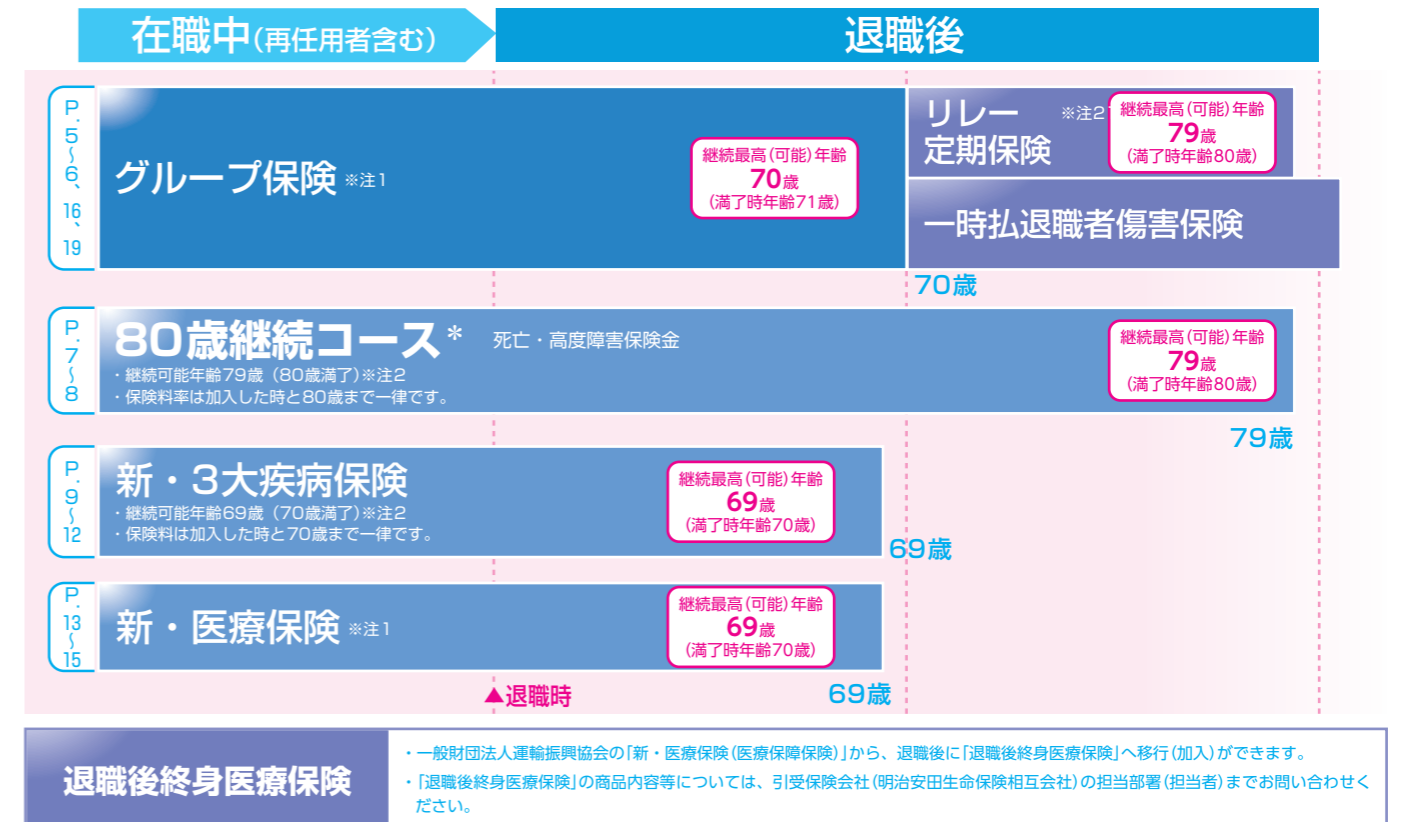 在職中(再任用者含む)
退職後
P.5〜6、16、19
グループ保険 ※注1
継続最高(可能)年齢
70歳
(満了時年齢71歳)
リレー ※注2
定期保険
継続最高(可能)年齢
79歳
(満了時年齢80歳)
一時払退職者傷害保険
70歳
P.7〜8
80歳継続コース* 死亡・高度障害保険金
・継続可能年齢79歳(80歳満了)※注2
・保険料率は加入した時と80歳まで一律です。
継続最高(可能)年齢
79歳
(満了時年齢80歳)
79歳
P.9〜12
新・3大疾病保険
・継続可能年齢69歳(70歳満了)※注2
・保険料は加入した時と70歳まで一律です。
継続最高(可能)年齢
69歳
(満了時年齢70歳)
69歳
P.13〜15
新・医療保険 ※注1
継続最高(可能)年齢
69歳
(満了時年齢70歳)
▲退職時
69歳
退職後終身医療保険
・一般財団法人運輸振興協会の「新・医療保険(医療保障保険)」から、退職後に「退職後終身医療保険」へ移行(加入)ができます。
・「退職後終身医療保険」の商品内容等については、引受保険会社(明治安田生命保険相互会社)の担当部署(担当者)までお問い合わせく
ださい。